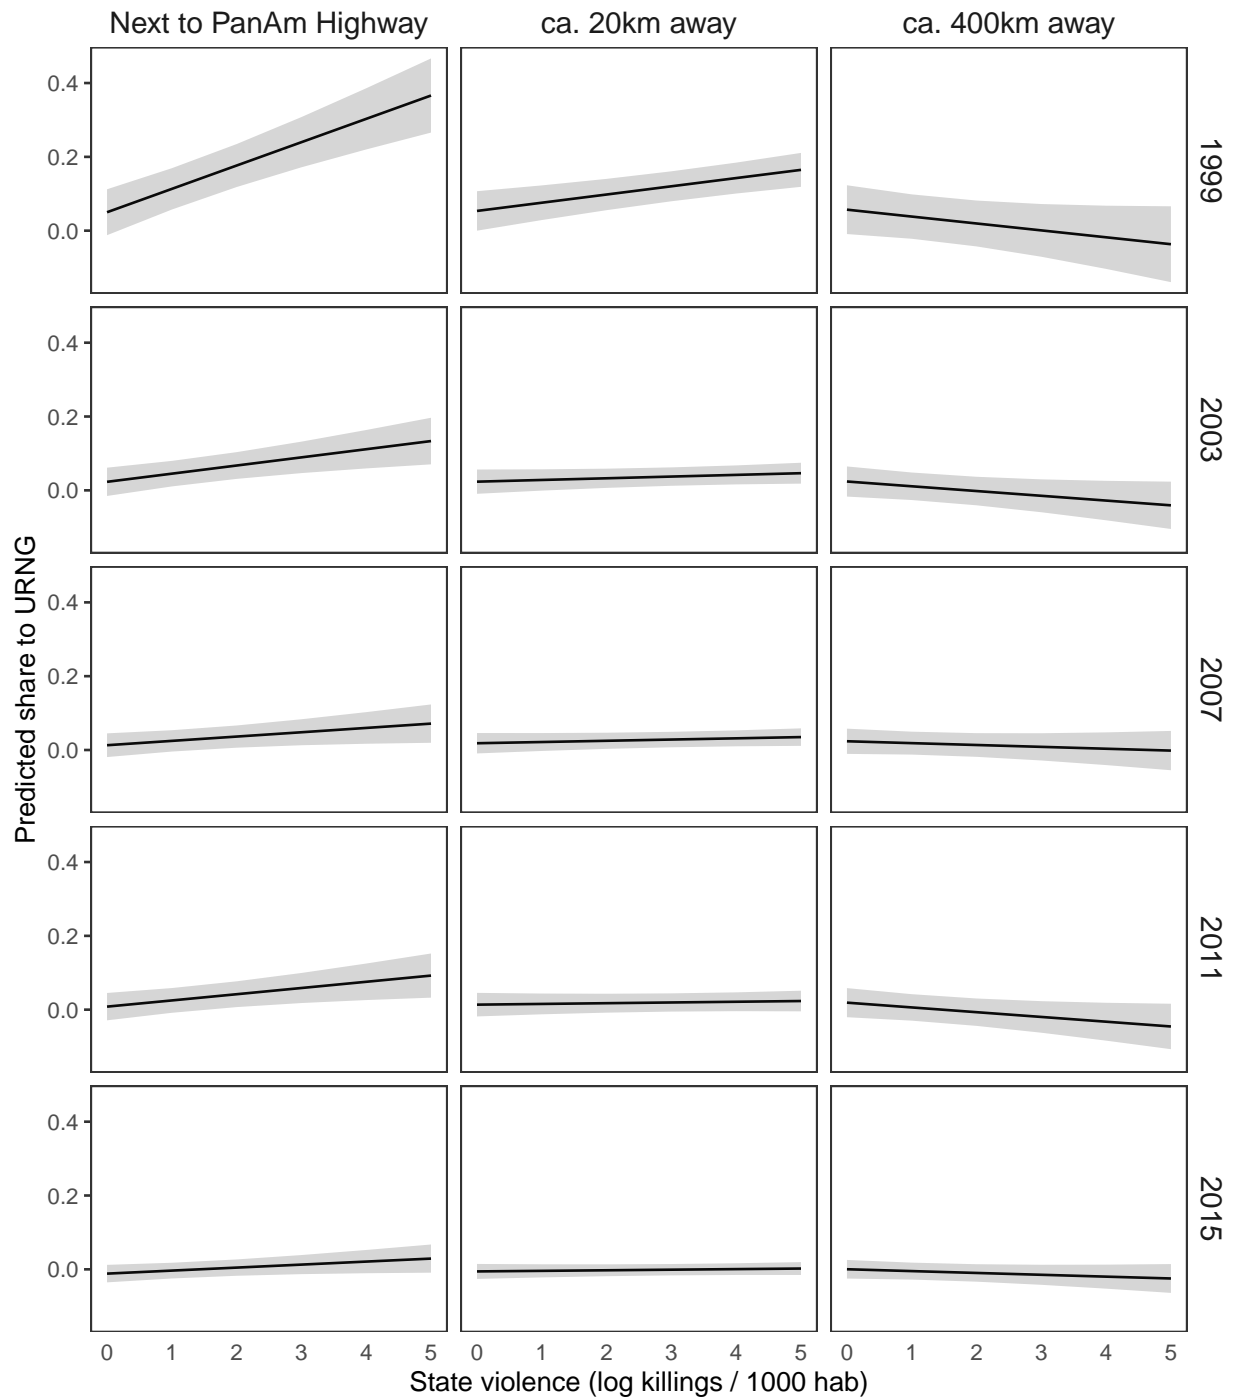 Next to PanAm Highway
ca. 20km away
ca. 400km away
0.4
0.2
0.0
1999
0.4
0.2
0.0
2003
0.4
0.2
0.0
2007
0.4
0.2
0.0
2011
0.4
0.2
0.0
2015
Predicted share to URNG
0 1 2 3 4 5
0 1 2 3 4 5
0 1 2 3 4 5
State violence (log killings / 1000 hab)